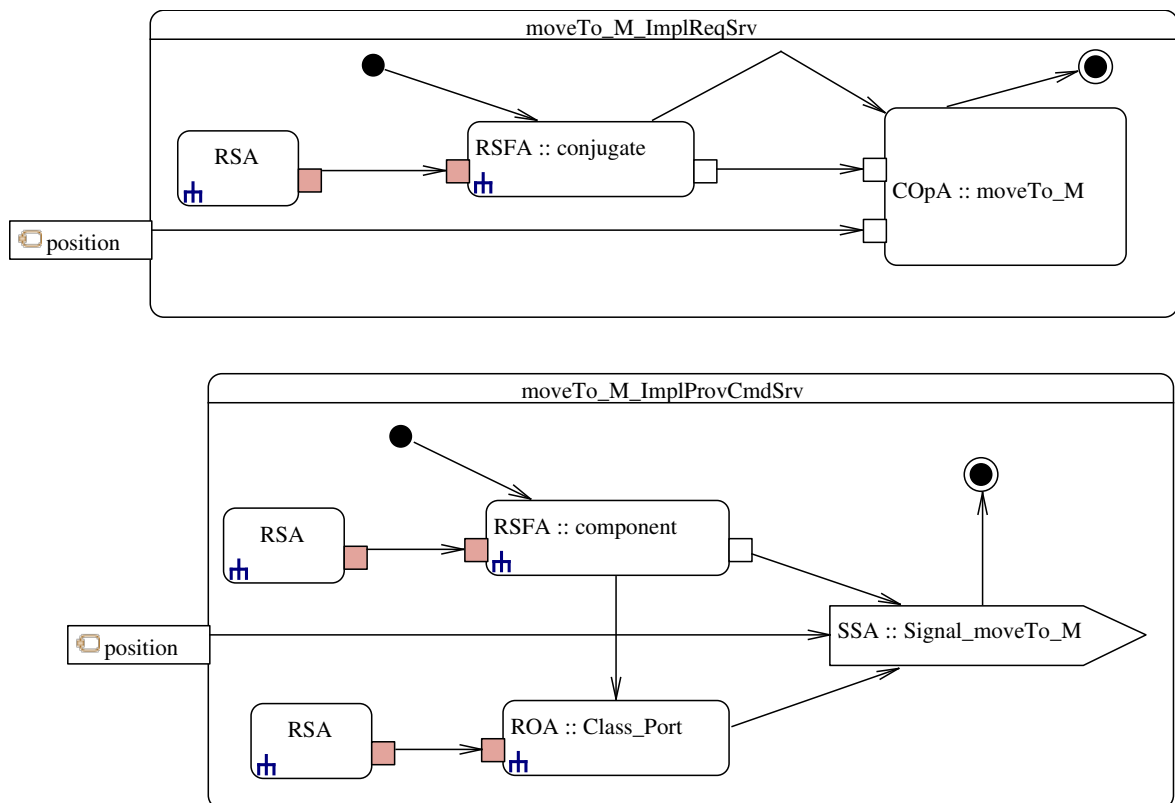 moveTo_M_ImplReqSrv
RSA
RSFA :: conjugate
COpA :: moveTo_M
position
moveTo_M_ImplProvCmdSrv
RSA
RSFA :: component
position
SSA :: Signal_moveTo_M
RSA
ROA :: Class_Port